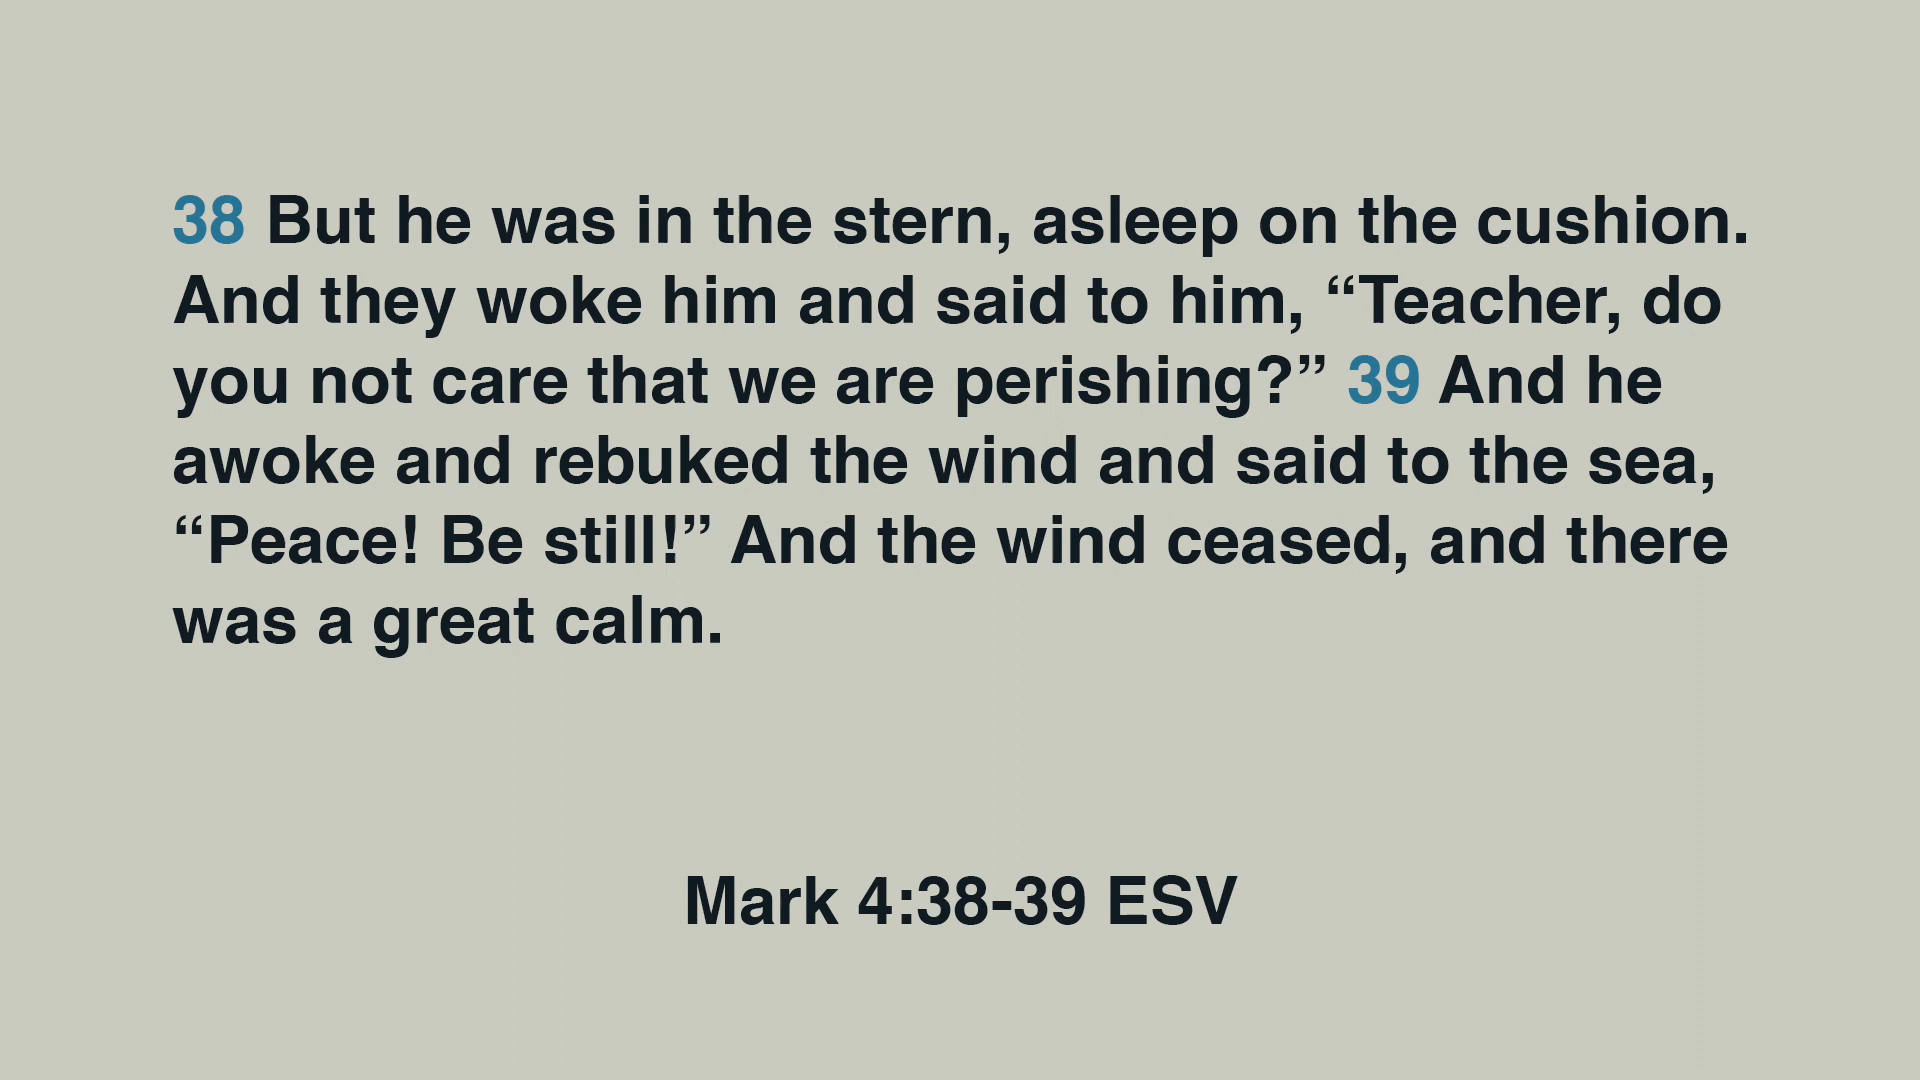 38 But he was in the stern, asleep on the cushion.
And they woke him and said to him, “Teacher, do
you not care that we are perishing?” 39 And he
awoke and rebuked the wind and said to the sea,
“Peace! Be still!” And the wind ceased, and there
was a great calm.
Mark 4:38-39 ESV